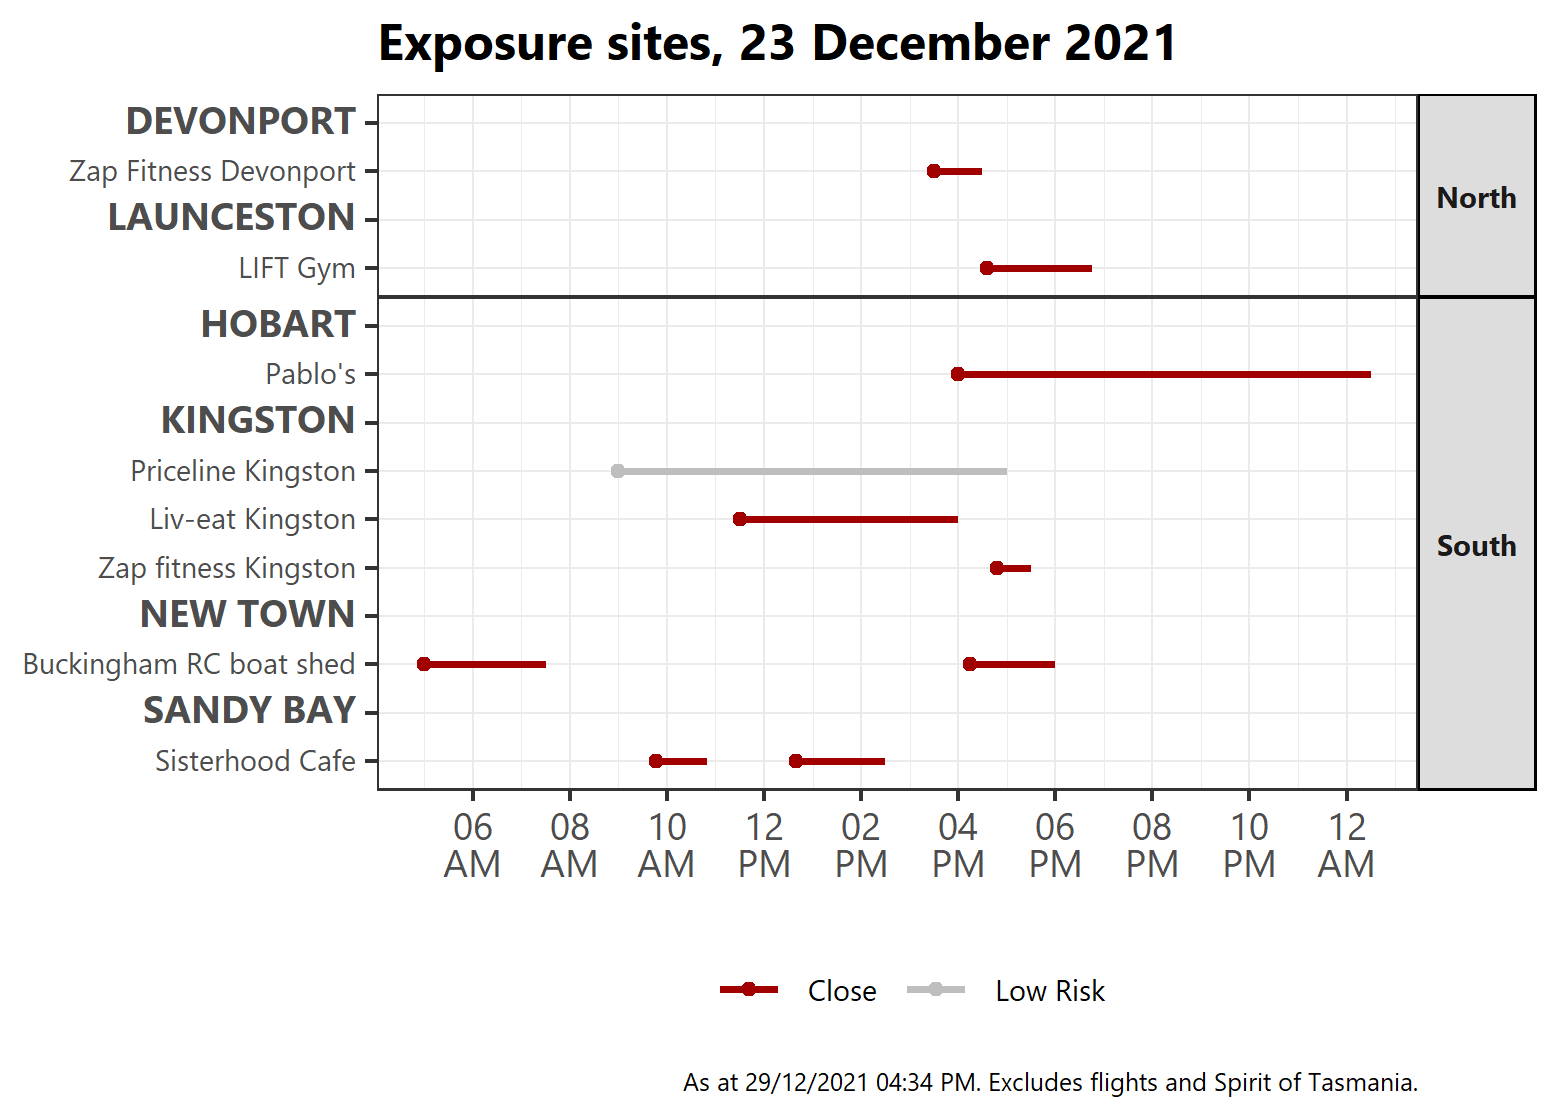 Exposure sites, 23 December 2021
DEVONPORT
Zap Fitness Devonport
LAUNCESTON
LIFT Gym
North
HOBART
Pablo's
KINGSTON
Priceline Kingston
Liv-eat Kingston
Zap fitness Kingston
NEW TOWN
Buckingham RC boat shed
SANDY BAY
Sisterhood Cafe
South
06 08 10 12 02 04 06 08 10 12
AM AM AM PM PM PM PM PM PM AM
Close Low Risk
As at 29/12/2021 04:34 PM. Excludes flights and Spirit of Tasmania.